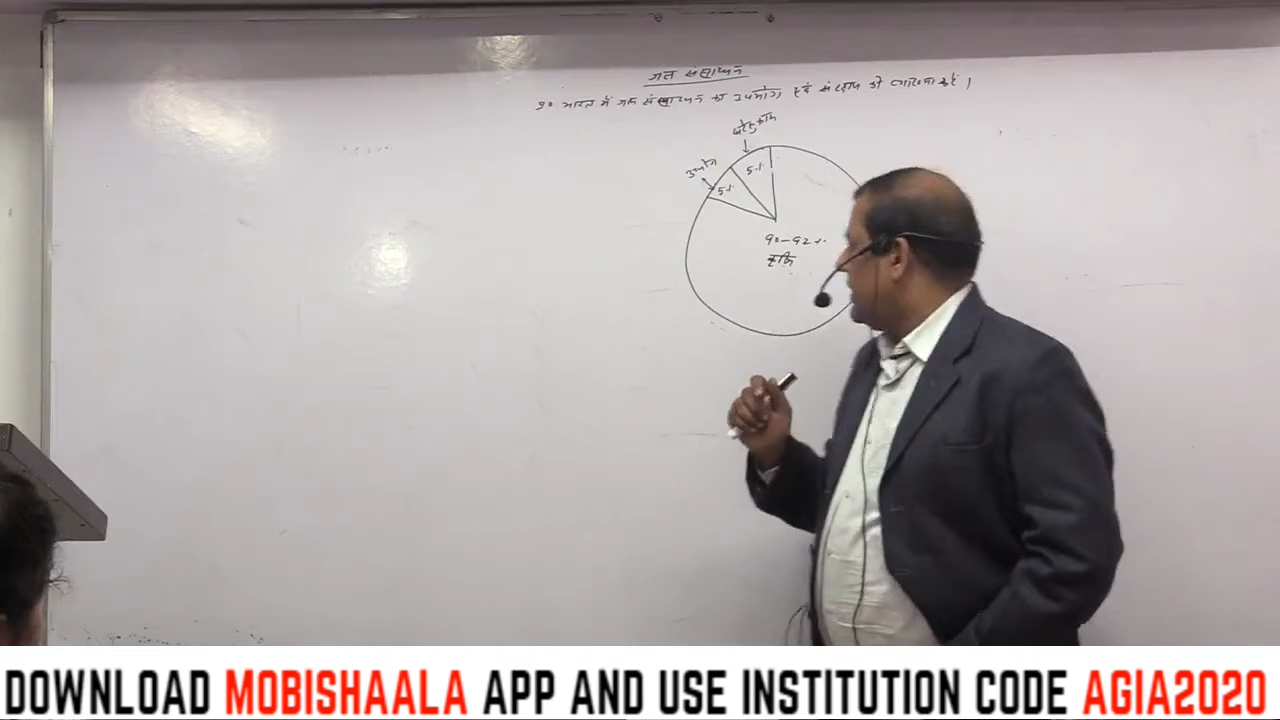 जल संसाधन
प्र० भारत में जल संसाधन का उपयोग एवं संरक्षण की व्याख्या करें।
घरेलू कार्य
उद्योग
5%
5%
90-92%
कृषि
DOWNLOAD MOBISHAALA APP AND USE INSTITUTION CODE AGIA2020